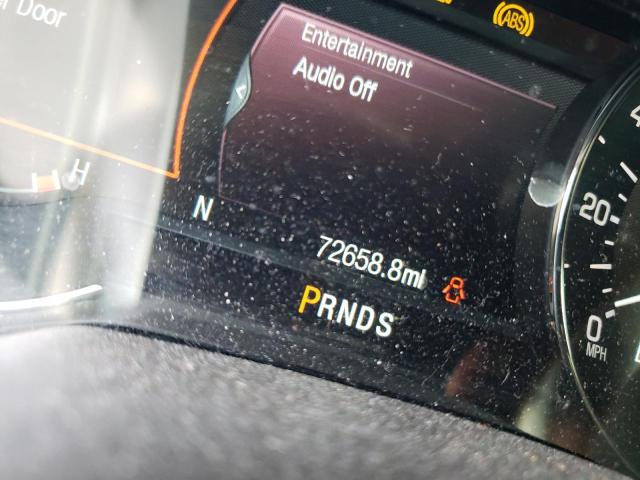 Door
ABS
Entertainment
Audio Off
H
N
72658.8mi
PRNDS
20
0
MPH